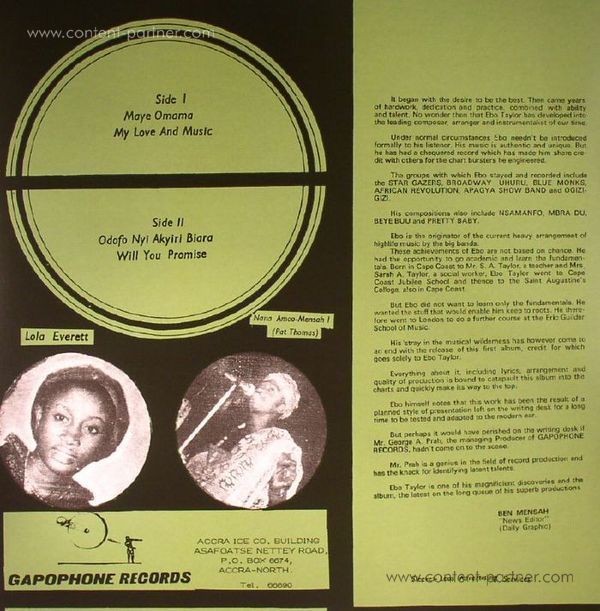 www.content-partner.com
Side I
Maye Omama
My Love And Music
Side II
Odofo Nyi Akyiri Biara
Will You Promise
Lola Everett
Nana Amoo-Mensah I
(Pat Thomas)
GAPOPHONE RECORDS
ACCRA ICE CO. BUILDING
ASAFOATSE NETTEY ROAD,
P.O. BOX 6674,
ACCRA-NORTH.
Tel. 66690
It began with the desire to be the best. Then came years
of hardwork, dedication and practice, combined with ability
and talent. No wonder then that Ebo Taylor has developed into
the leading composer, arranger and instrumentalist of our time.
Under normal circumstances Ebo needn't be introduced
formally to his listener. His music is authentic and unique. But
he has had a chequered record which has made him share cre-
dit with others for the chart bursters he engineered.
The groups with which Ebo stayed and recorded include
the STAR GAZERS, BROADWAY UHURU, BLUE MONKS,
AFRICAN REVOLUTION, APAGYA SHOW BAND and OGIZI-
GIZI.
His compositions also include NSAMANFO, MBRA DU,
BEYE BUU and PRETTY BABY.
Ebo is the originator of the current heavy arrangement of
highlife music by the big bands.
These achievements of Ebo are not based on chance. He
had the opportunity to go academic and learn the fundamen-
tals. Born in Cape Coast to Mr. S. A. Taylor, a teacher and Mrs
Sarah A. Taylor, a social worker, Ebo Taylor went to Cape
Coast Jubilee School and thence to the Saint Augustine's
College, also in Cape Coast.
But Ebo did not want to learn only the fundamentals. He
wanted the stuff that would enable him keep to roots. He there-
fore went to London to do a further course at the Eric Guilder
School of Music.
His 'stray in the musical wilderness has however come to
an end with the release of this first album, credit for which
goes solely to Ebo Taylor.
Everything about it, including lyrics, arrangement and
quality of production is bound to catapult this album into the
charts and quickly make its way to the top.
Ebo himself notes that this work has been the result of a
planned style of presentation left on the writing desk for a long
time to be tested and adapted to the modern ear.
But perhaps it would have perished on the writing desk if
Mr. George A. Prah, the managing Producer of GAPOPHONE
RECORDS, hadn't come to the scene.
Mr. Prah is a genius in the field of record production and
has the knack for identifying latent talents.
Ebo Taylor is one of his magnificient discoveries and the
album, the latest on the long queue of his superb productions
BEN MENSAH
"News Editor"
(Daily Graphic)
www.content-partner.com